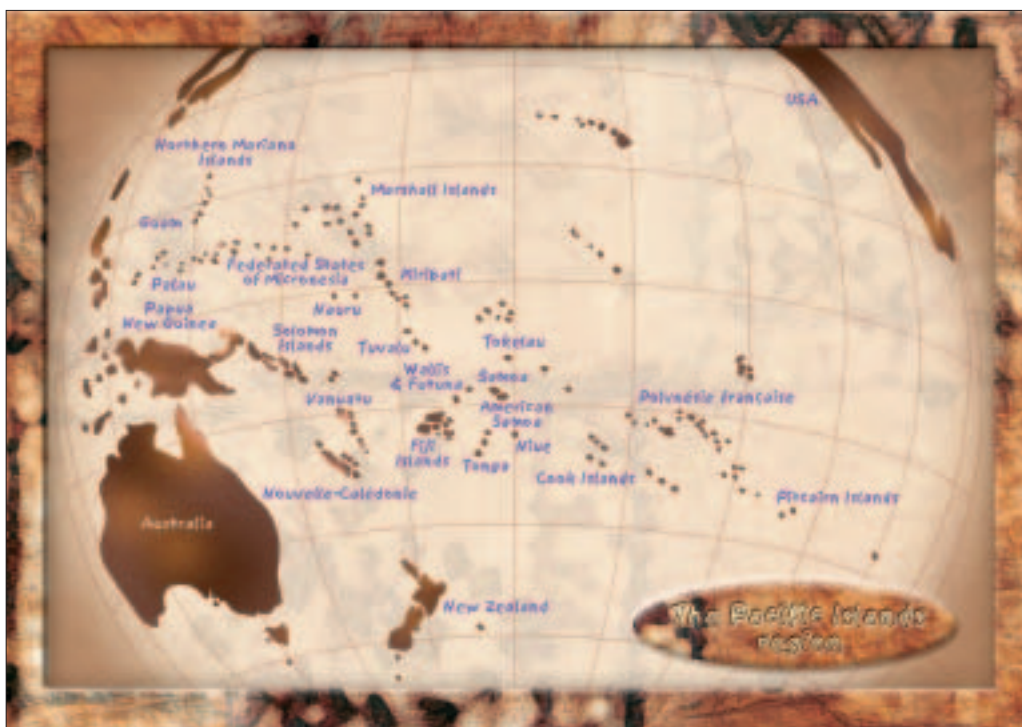 USA
Northern Mariana
Islands
Marshall Islands
Guam
Federated States
of Micronesia
Kiribati
Palau
Nauru
Papua
New Guinea
Solomon
Islands
Tuvalu
Tokelau
Wallis
& Futuna
Samoa
Vanuatu
American
Samoa
Polynésie française
Fiji
Islands
Niue
Tonga
Cook Islands
Nouvelle-Calédonie
Pitcairn Islands
Australia
New Zealand
The Pacific Islands
region